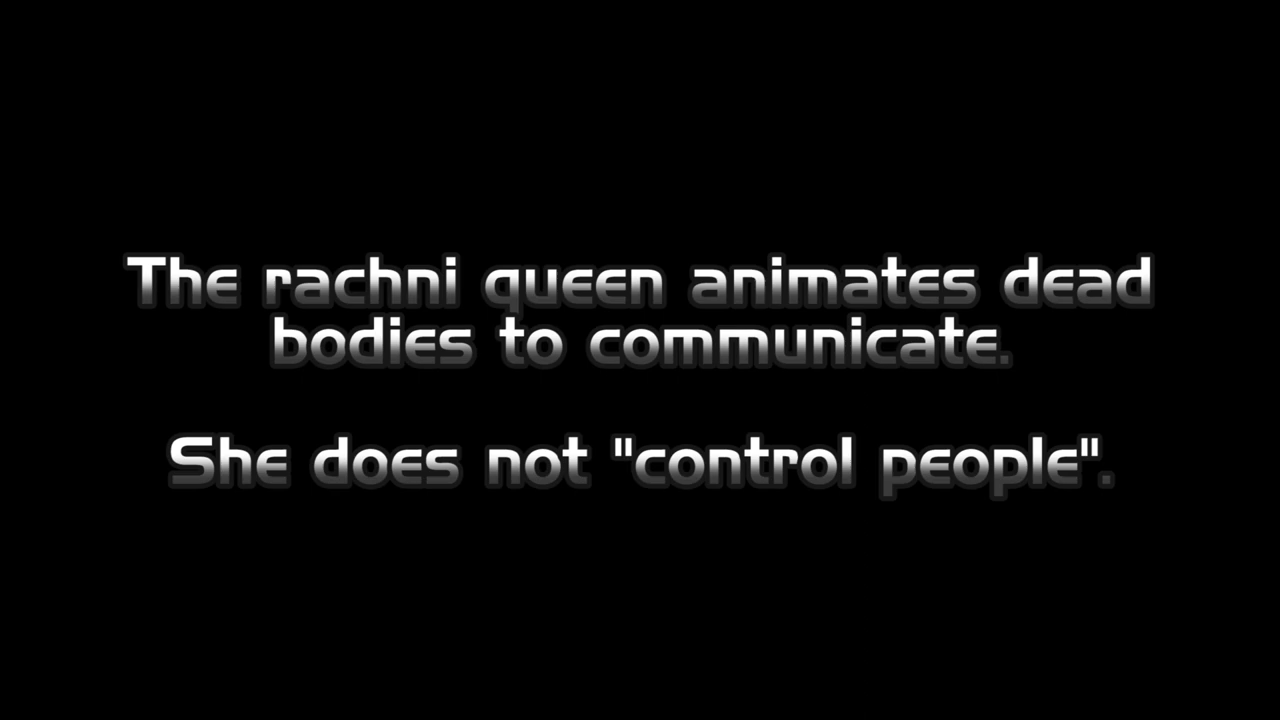 The rachni queen animates dead
bodies to communicate.
She does not "control people".